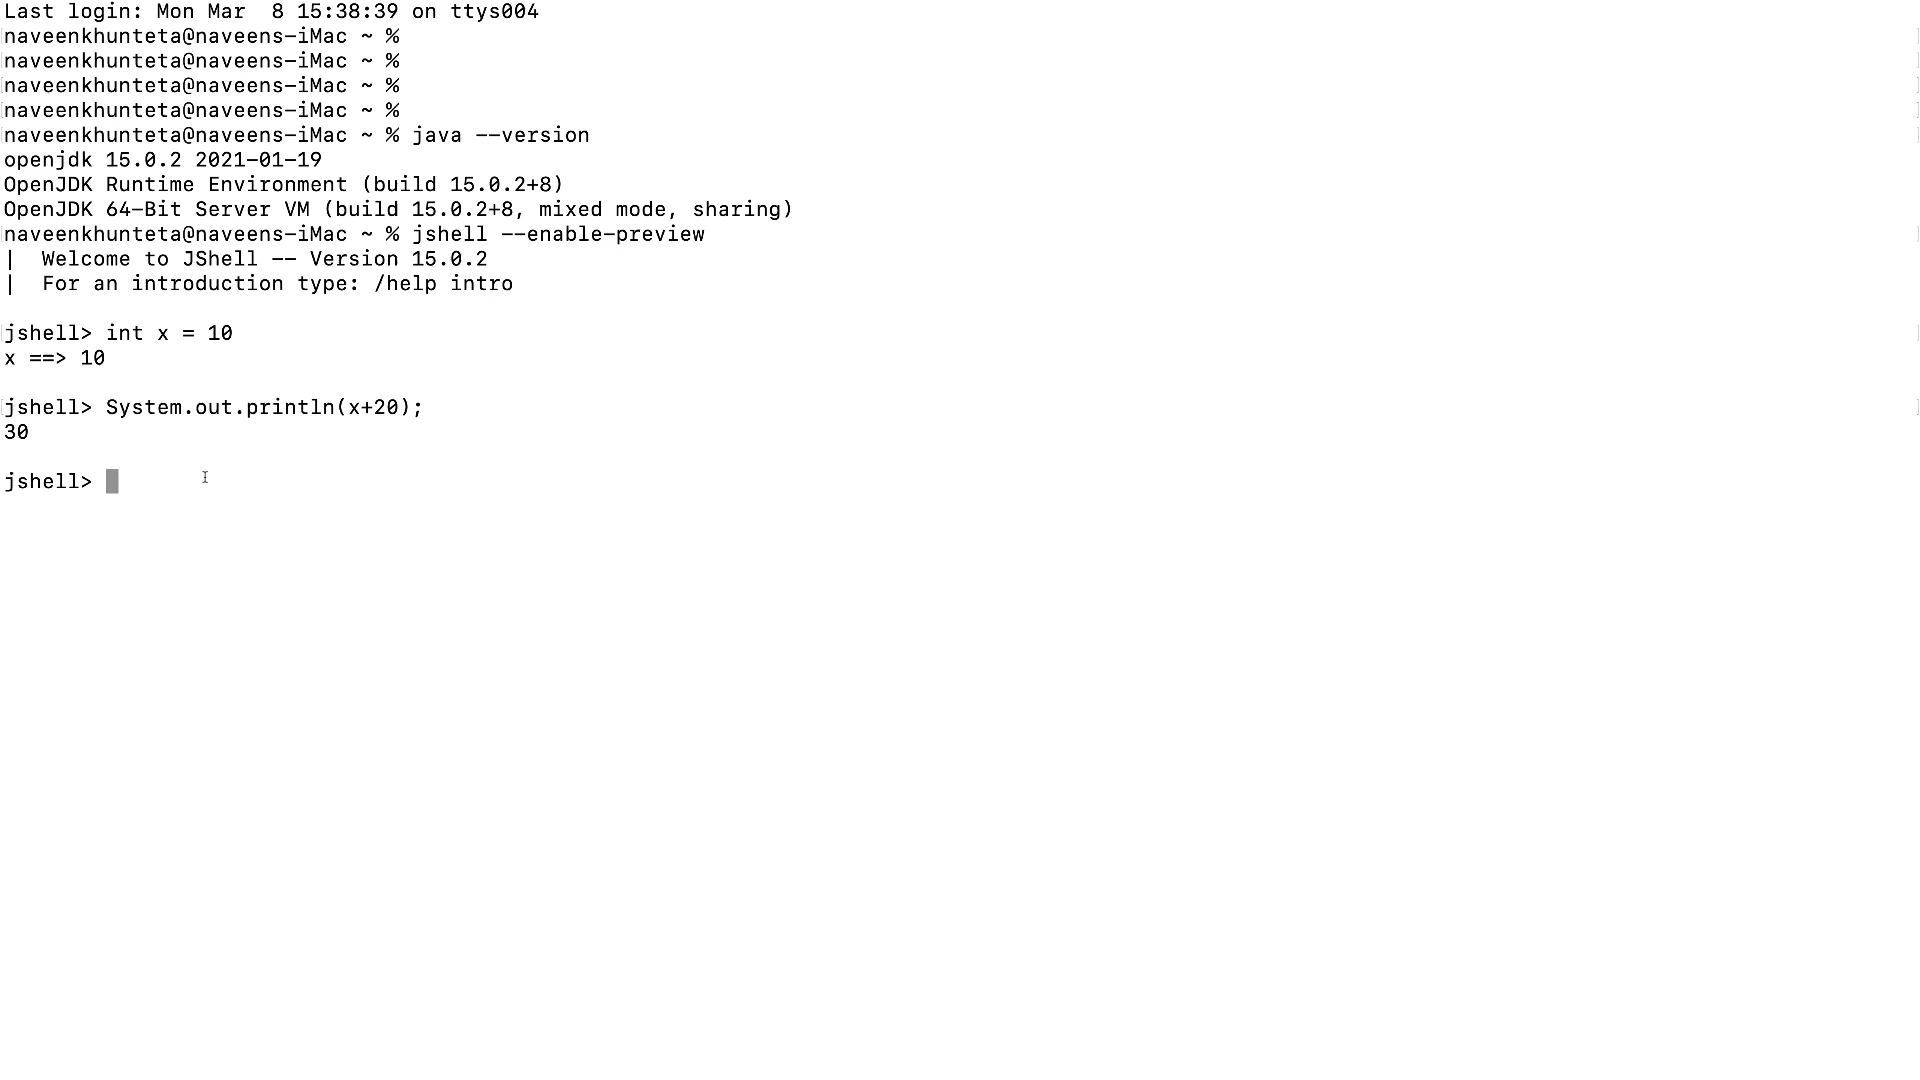 Last login: Mon Mar  8 15:38:39 on ttys004
naveenkhunteta@naveens-iMac ~ %
naveenkhunteta@naveens-iMac ~ %
naveenkhunteta@naveens-iMac ~ %
naveenkhunteta@naveens-iMac ~ %
naveenkhunteta@naveens-iMac ~ % java --version
openjdk 15.0.2 2021-01-19
OpenJDK Runtime Environment (build 15.0.2+8)
OpenJDK 64-Bit Server VM (build 15.0.2+8, mixed mode, sharing)
naveenkhunteta@naveens-iMac ~ % jshell --enable-preview
|  Welcome to JShell -- Version 15.0.2
|  For an introduction type: /help intro
jshell> int x = 10
x ==> 10
jshell> System.out.println(x+20);
30
jshell>